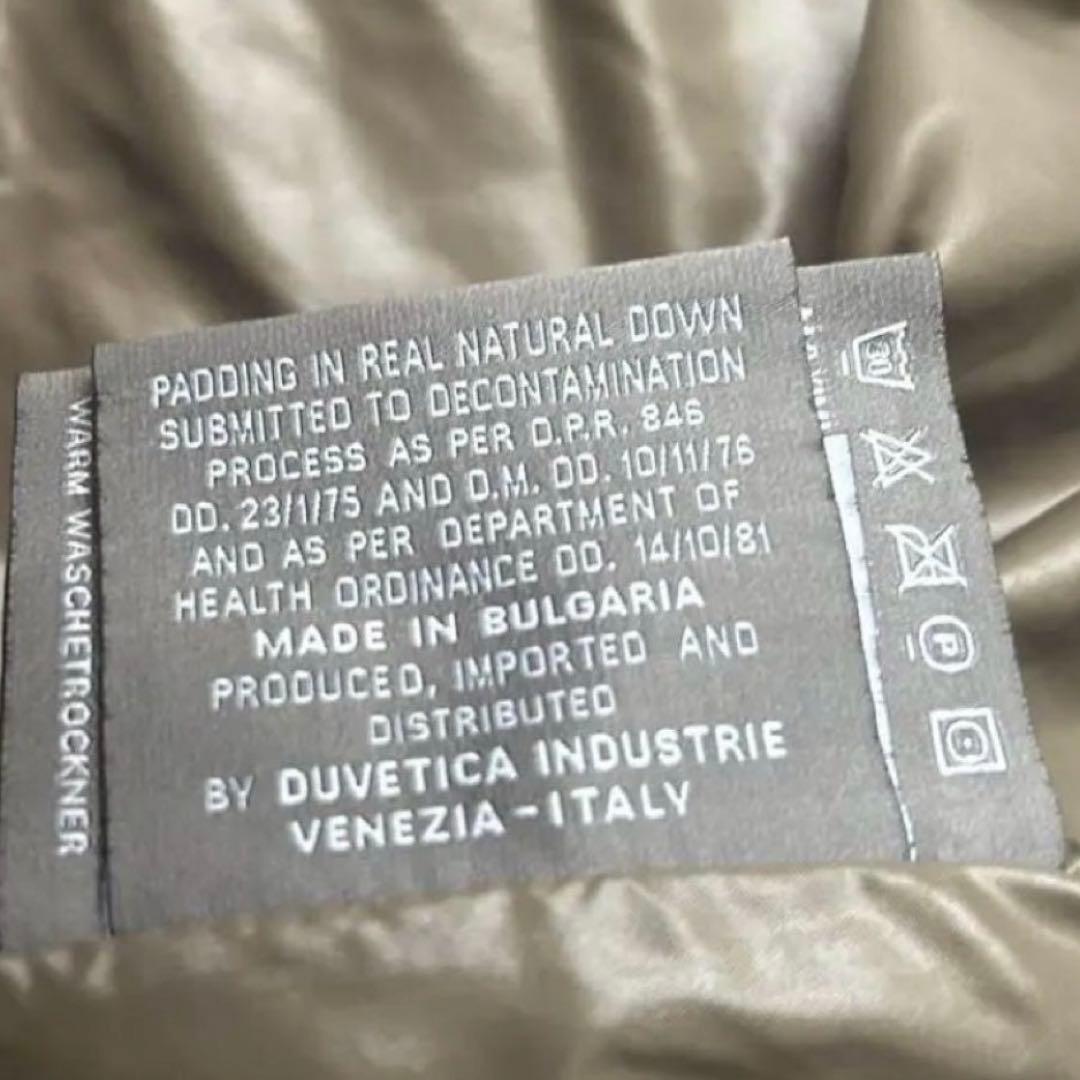 PADDING IN REAL NATURAL DOWN
SUBMITTED TO DECONTAMINATION
PROCESS AS PER D.P.R. 846
DD. 23/1/75 AND D.M. DD. 10/11/76
AND AS PER DEPARTMENT OF
HEALTH ORDINANCE DD. 14/10/81
MADE IN BULGARIA
PRODUCED, IMPORTED AND
DISTRIBUTED
BY DUVETICA INDUSTRIE
VENEZIA-ITALY
WARM WASCHETROCKNER
30
P